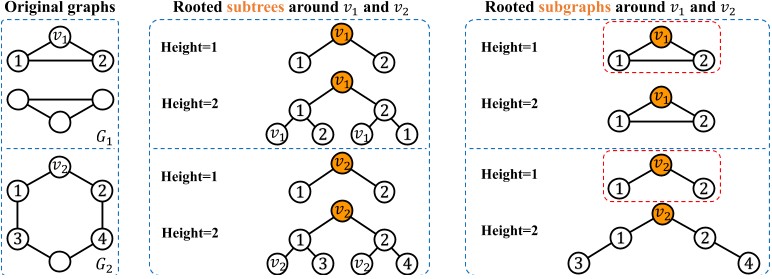 Original graphs
v₁
1 2
G₁
v₂
1 2
3 4
G₂
Rooted subtrees around v₁ and v₂
Height=1
v₁
1 2
Height=2
v₁
1 2
v₁ 2 v₁ 1
Height=1
v₂
1 2
Height=2
v₂
1 2
v₂ 3 v₂ 4
Rooted subgraphs around v₁ and v₂
Height=1
v₁
1 2
Height=2
v₁
1 2
Height=1
v₂
1 2
Height=2
v₂
1 2
3 4